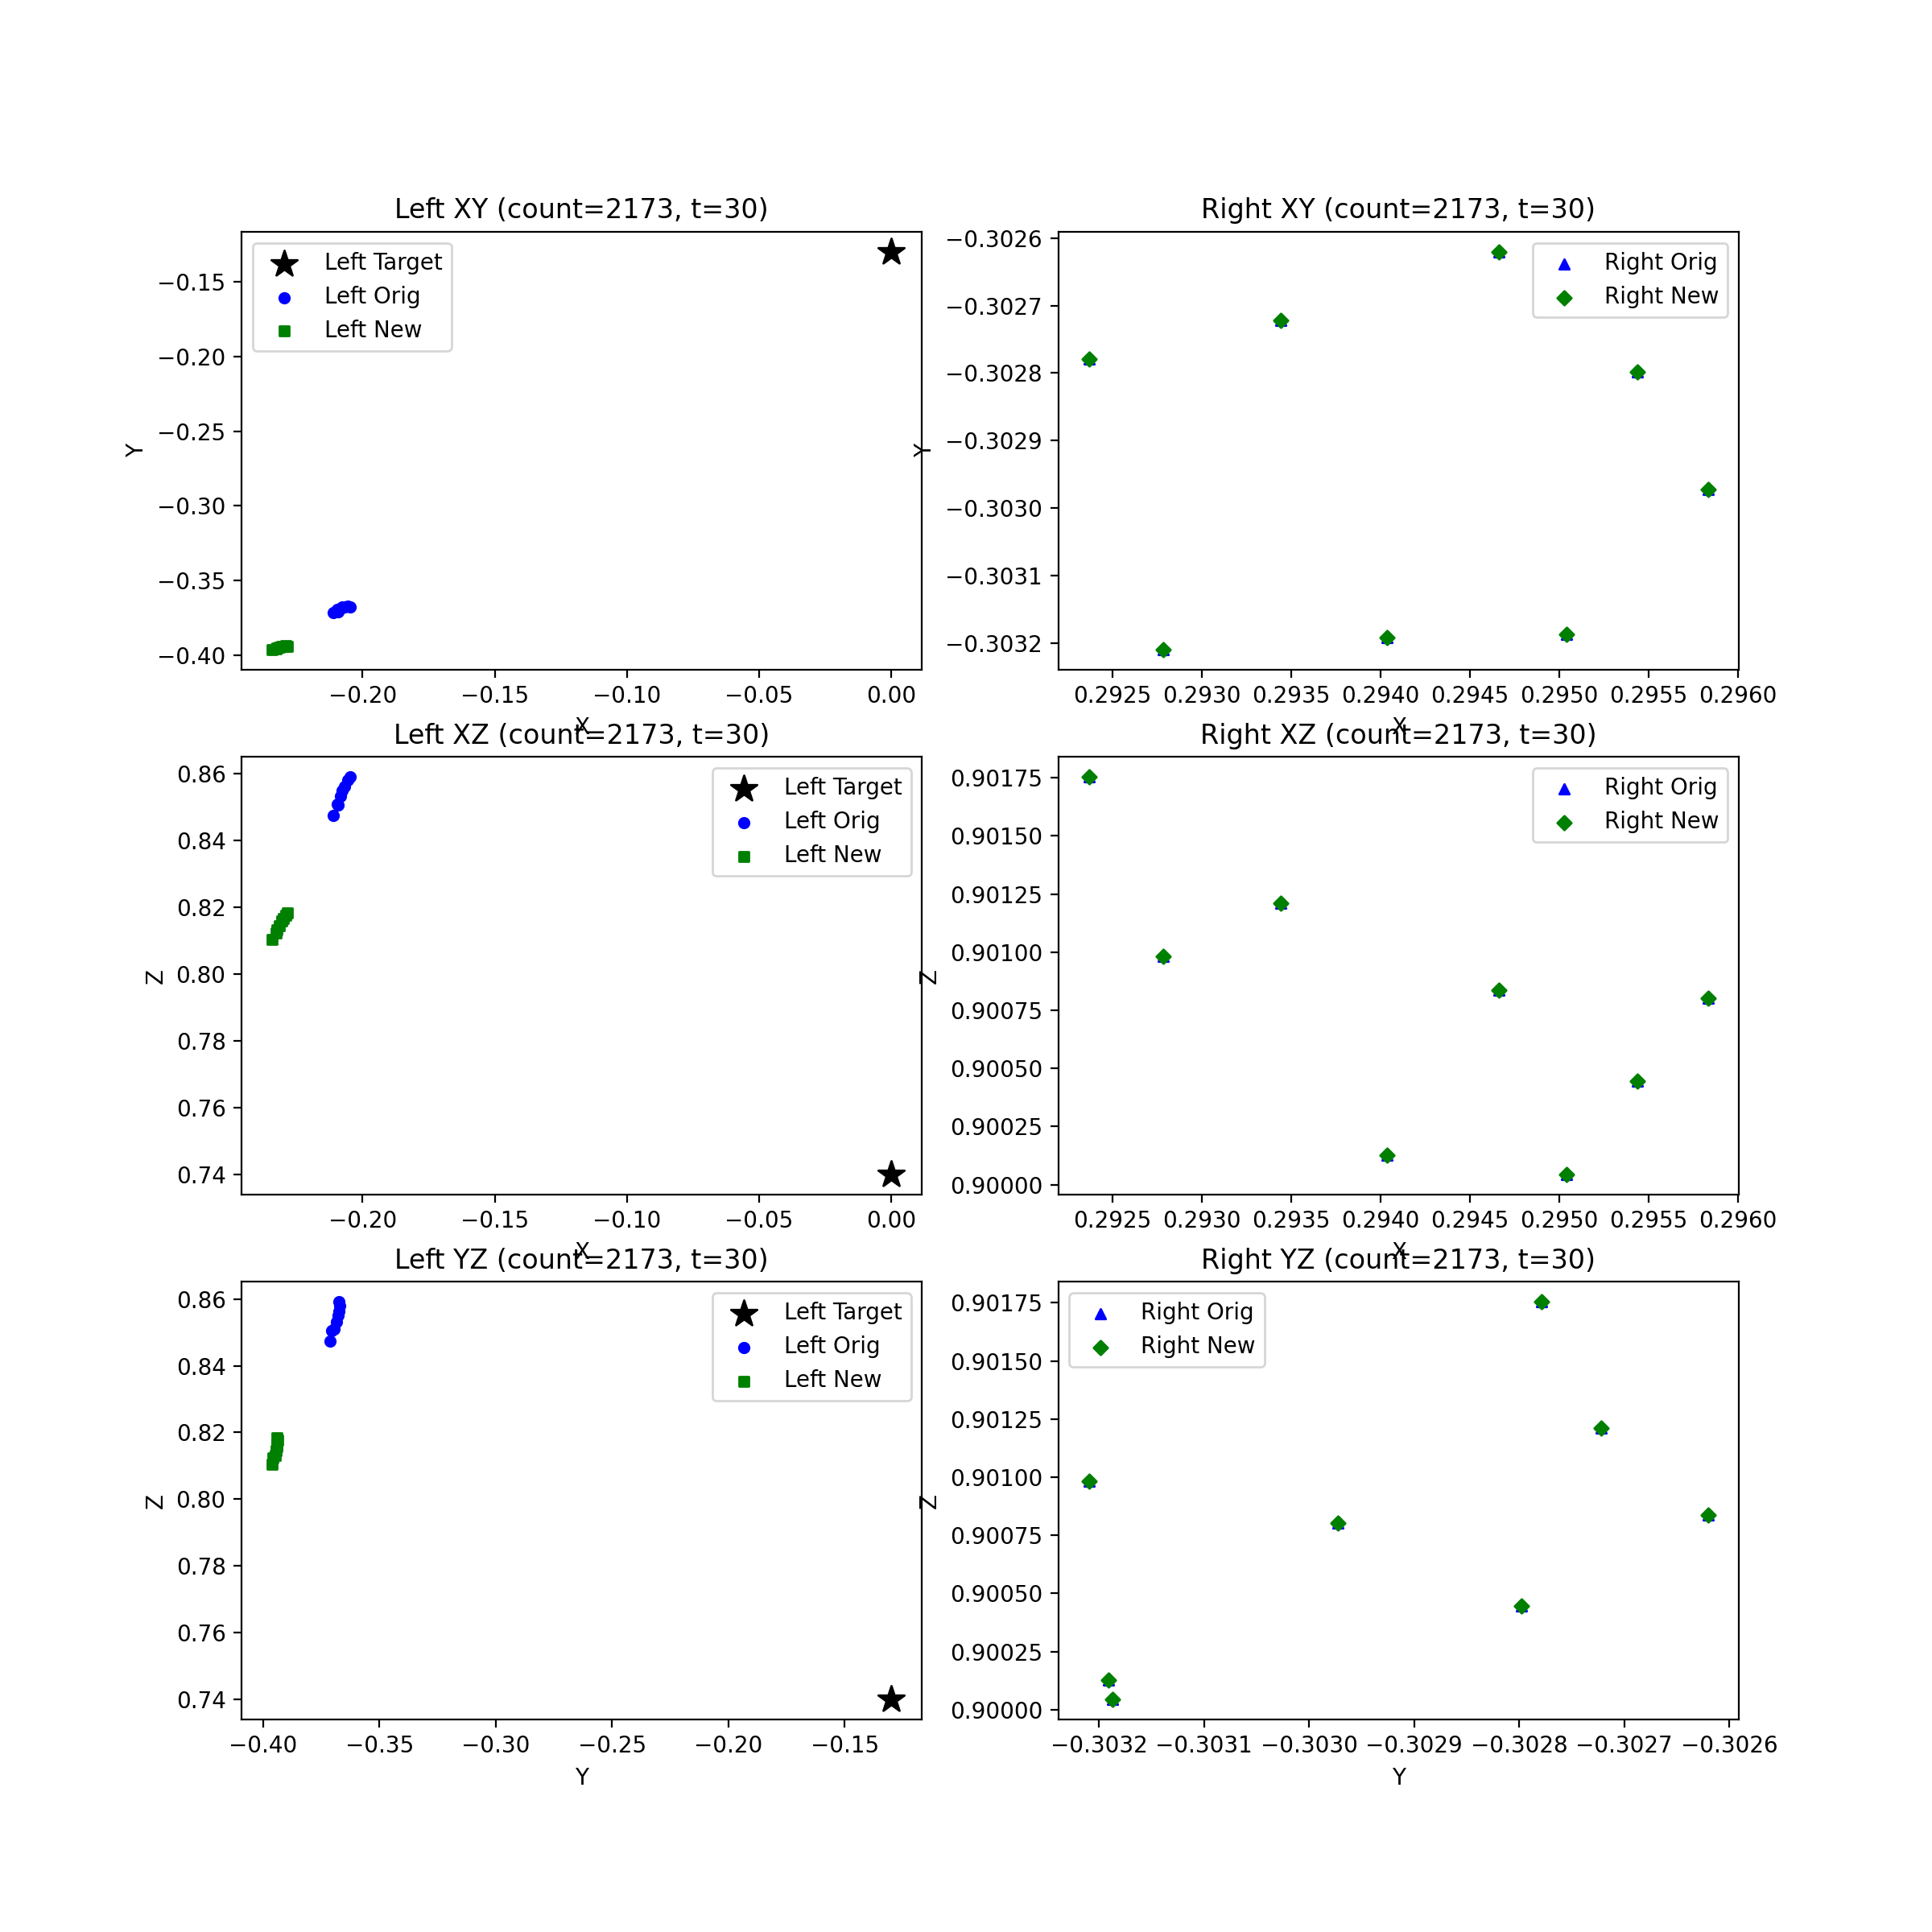 Left XY (count=2173, t=30)
Left Target
Left Orig
Left New
−0.15
−0.20
−0.25
−0.30
−0.35
−0.40
Y
−0.20 −0.15 −0.10 −0.05 0.00
X
Right XY (count=2173, t=30)
Right Orig
Right New
−0.3026
−0.3027
−0.3028
−0.3029
−0.3030
−0.3031
−0.3032
Y
0.2925 0.2930 0.2935 0.2940 0.2945 0.2950 0.2955 0.2960
X
Left XZ (count=2173, t=30)
Left Target
Left Orig
Left New
0.86
0.84
0.82
0.80
0.78
0.76
0.74
Z
−0.20 −0.15 −0.10 −0.05 0.00
X
Right XZ (count=2173, t=30)
Right Orig
Right New
0.90175
0.90150
0.90125
0.90100
0.90075
0.90050
0.90025
0.90000
Z
0.2925 0.2930 0.2935 0.2940 0.2945 0.2950 0.2955 0.2960
X
Left YZ (count=2173, t=30)
Left Target
Left Orig
Left New
0.86
0.84
0.82
0.80
0.78
0.76
0.74
Z
−0.40 −0.35 −0.30 −0.25 −0.20 −0.15
Y
Right YZ (count=2173, t=30)
Right Orig
Right New
0.90175
0.90150
0.90125
0.90100
0.90075
0.90050
0.90025
0.90000
Z
−0.3032 −0.3031 −0.3030 −0.3029 −0.3028 −0.3027 −0.3026
Y